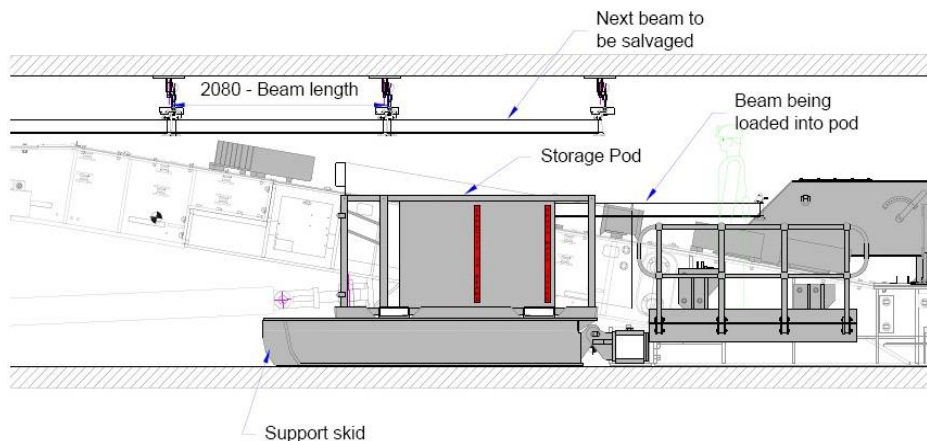 Next beam to
be salvaged
2080 - Beam length
Beam being
loaded into pod
Storage Pod
Support skid